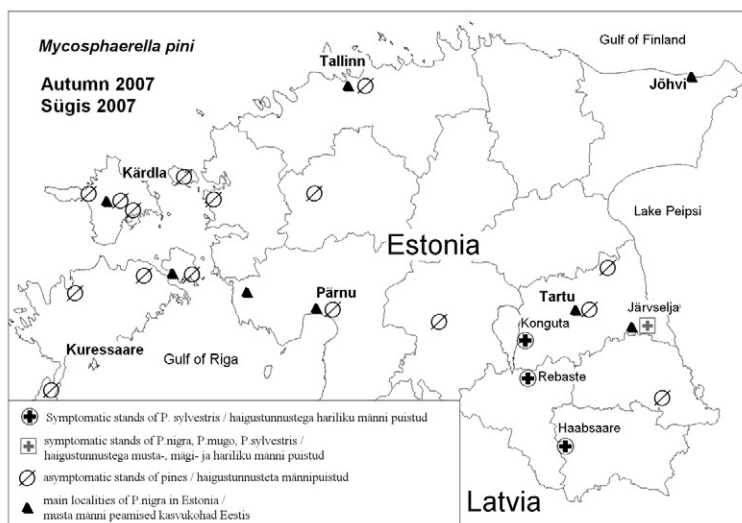 Mycosphaerella pini
Autumn 2007
Sügis 2007
Gulf of Finland
Tallinn
Jõhvi
Kärdla
Lake Peipsi
Estonia
Pärnu
Tartu
Järvselja
Konguta
Kuressaare
Gulf of Riga
Rebaste
Haabsaare
Latvia
Symptomatic stands of P. sylvestris / haigustunnustega hariliku männi puistud
symptomatic stands of P.nigra, P.mugo, P.sylvestris /
haigustunnustega musta-, mägi- ja hariliku männi puistud
asymptomatic stands of pines / haigustunnusteta männipuistud
main localities of P.nigra in Estonia /
musta männi peamised kasvukohad Eestis